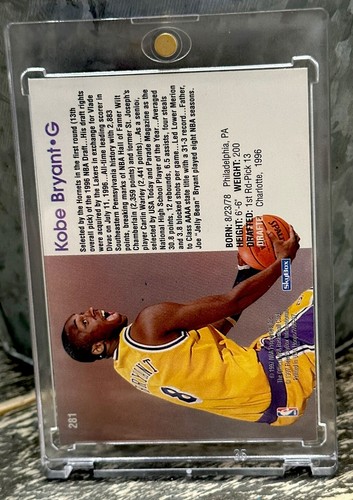 Kobe Bryant • G
Selected by the Hornets in the first round (13th
overall pick) of the 1996 NBA Draft...His draft rights
were acquired by the Lakers in exchange for Vlade
Divac on July 11, 1996...All-time leading scorer in
Southeastern Pennsylvania history with 2,883
points, breaking marks of NBA Hall of Famer Wilt
Chamberlain (2,359 points) and former St. Joseph's
player Carlin Warley (2,441 points). As a senior,
selected by USA Today and Parade Magazine as the
National High School Player of the Year...Averaged
30.8 points, 12 rebounds, 6.5 assists, four steals
and 3.8 blocked shots per game...Led Lower Merion
to Class AAAA state title with a 31-3 record...Father,
Joe "Jelly Bean" Bryant played eight NBA seasons.
BORN: 8/23/78 Philadelphia, PA
HEIGHT: 6'-6" WEIGHT: 200
DRAFTED: 1st Rd-Pick 13
DRAFTED: Charlotte, 1996
SkyBox
BRYANT
8
281
NBA